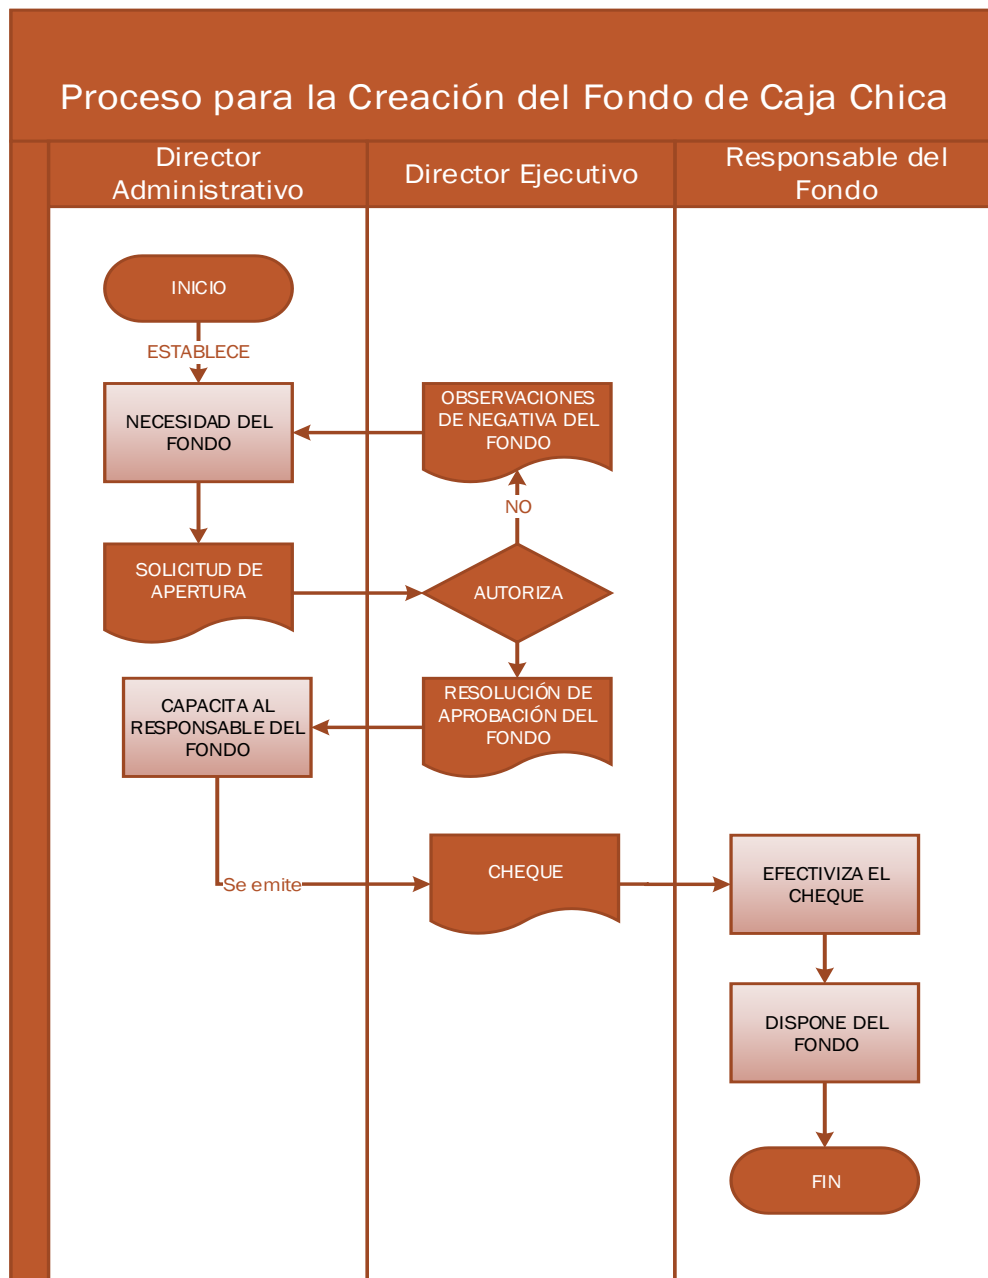 Proceso para la Creación del Fondo de Caja Chica
Director
Administrativo
Director Ejecutivo
Responsable del
Fondo
INICIO
ESTABLECE
NECESIDAD DEL
FONDO
OBSERVACIONES
DE NEGATIVA DEL
FONDO
NO
SOLICITUD DE
APERTURA
AUTORIZA
CAPACITA AL
RESPONSABLE DEL
FONDO
RESOLUCIÓN DE
APROBACIÓN DEL
FONDO
Se emite
CHEQUE
EFECTIVIZA EL
CHEQUE
DISPONE DEL
FONDO
FIN